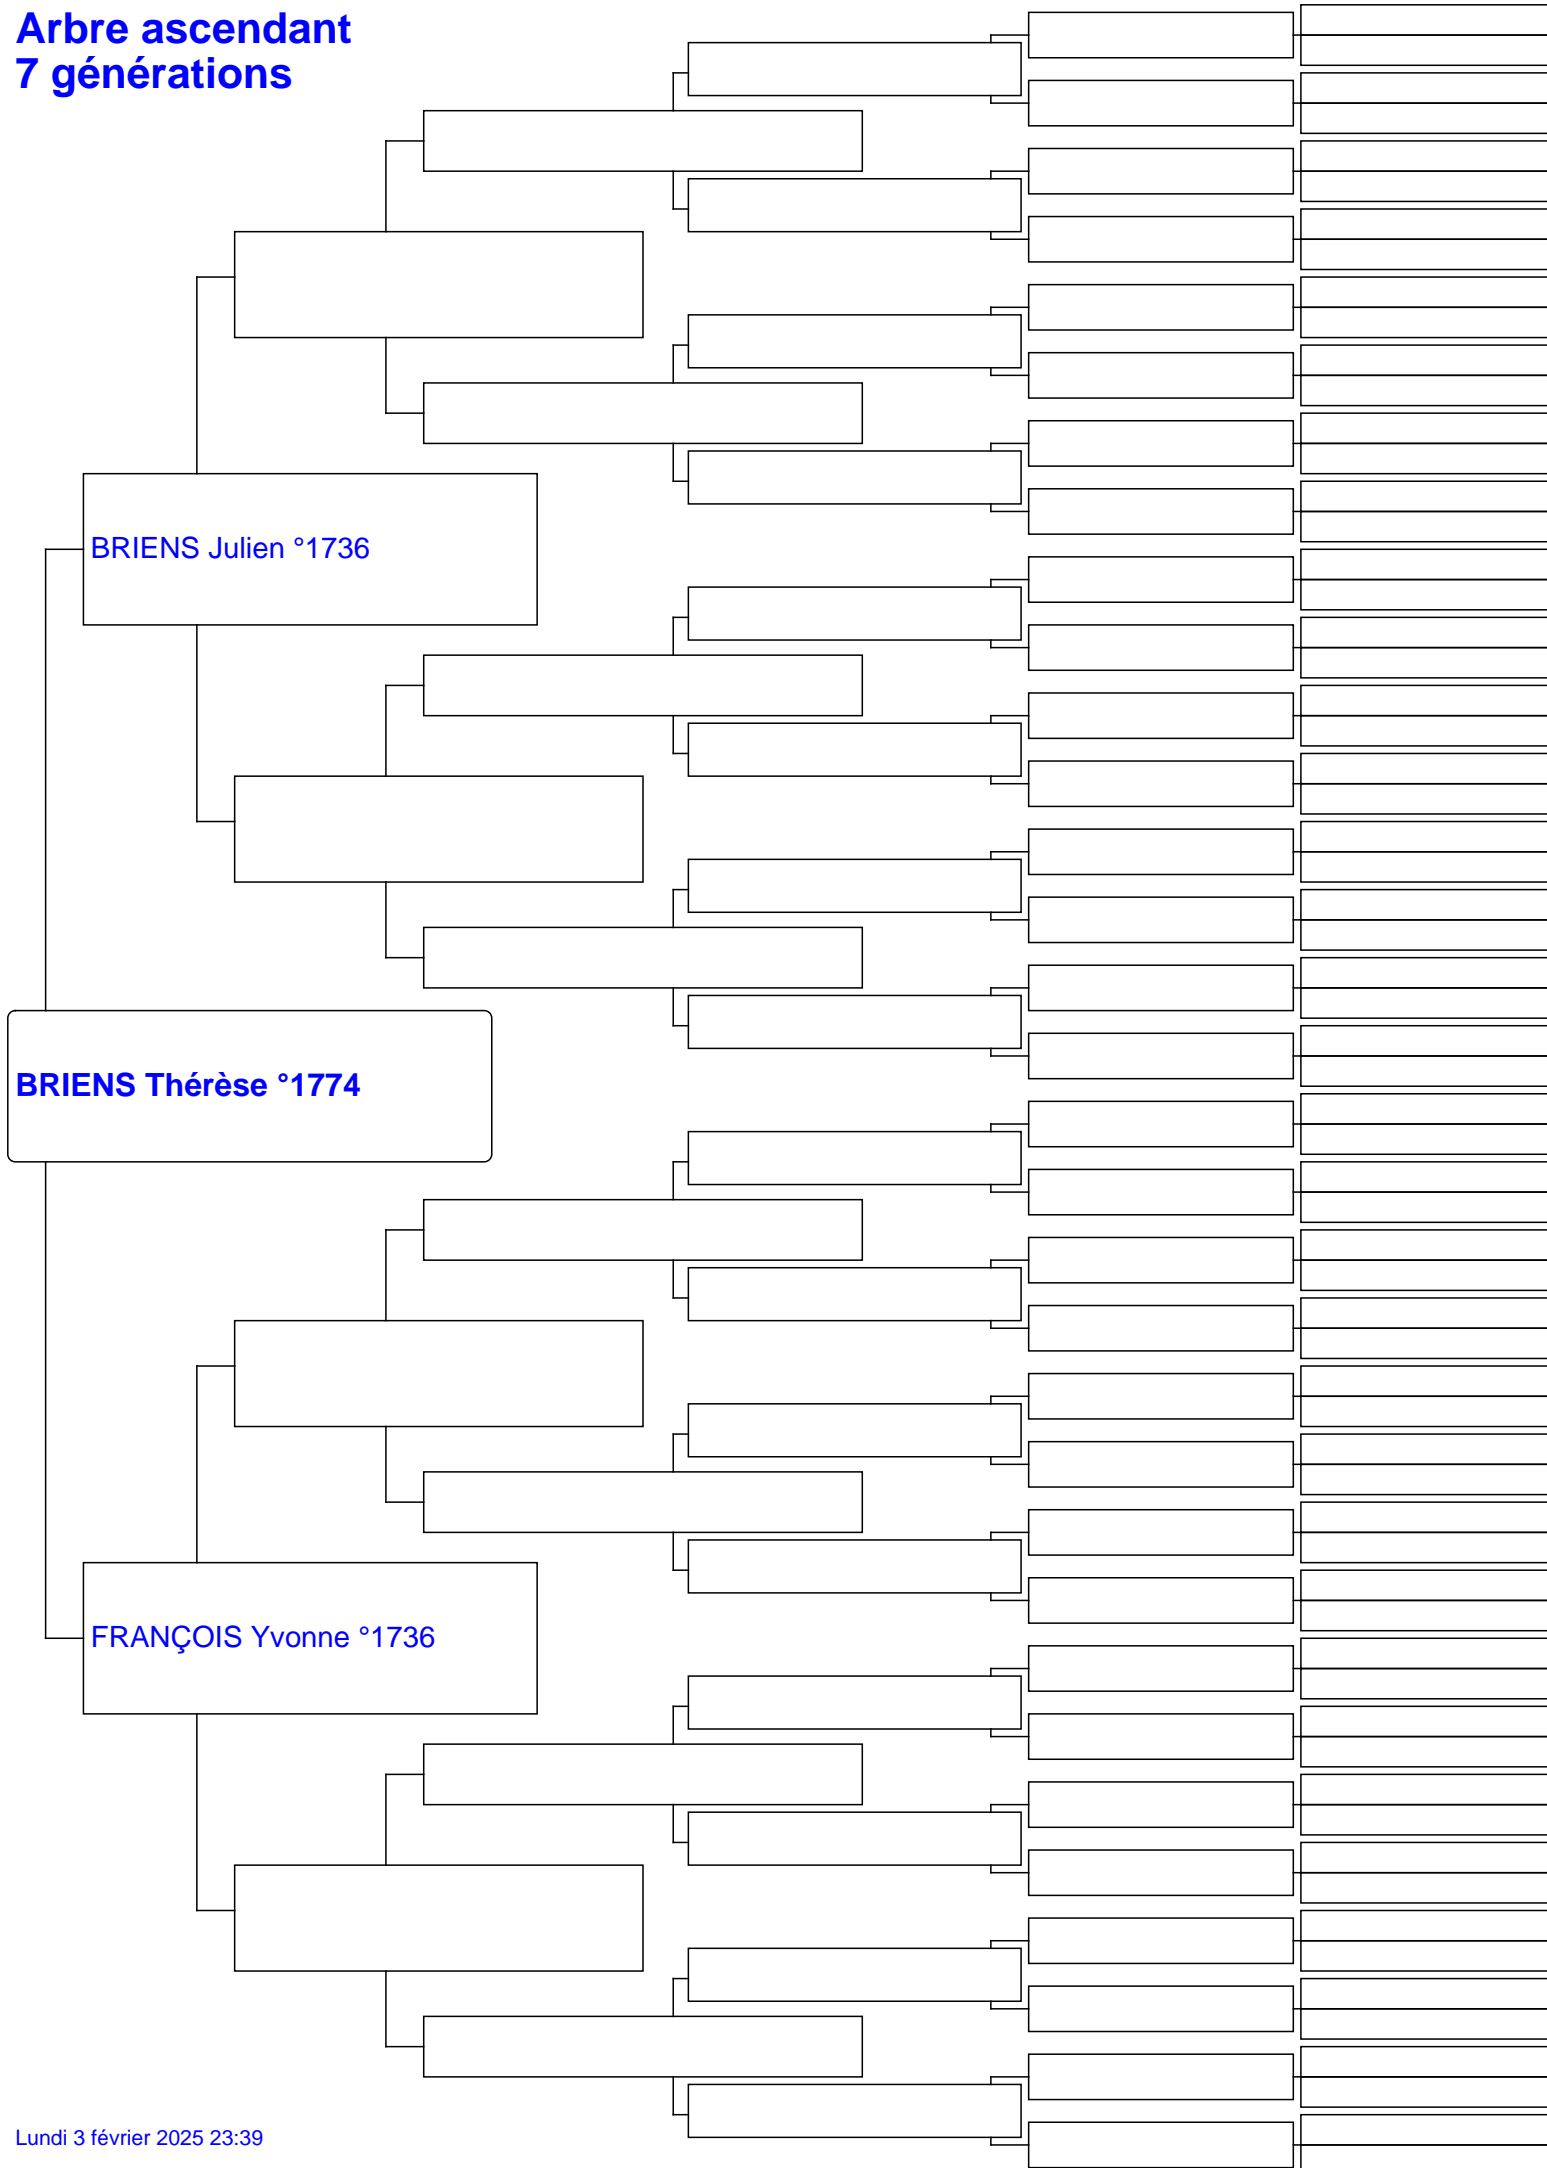 Arbre ascendant
7 générations
BRIENS Julien °1736
BRIENS Thérèse °1774
FRANÇOIS Yvonne °1736
Lundi 3 février 2025 23:39